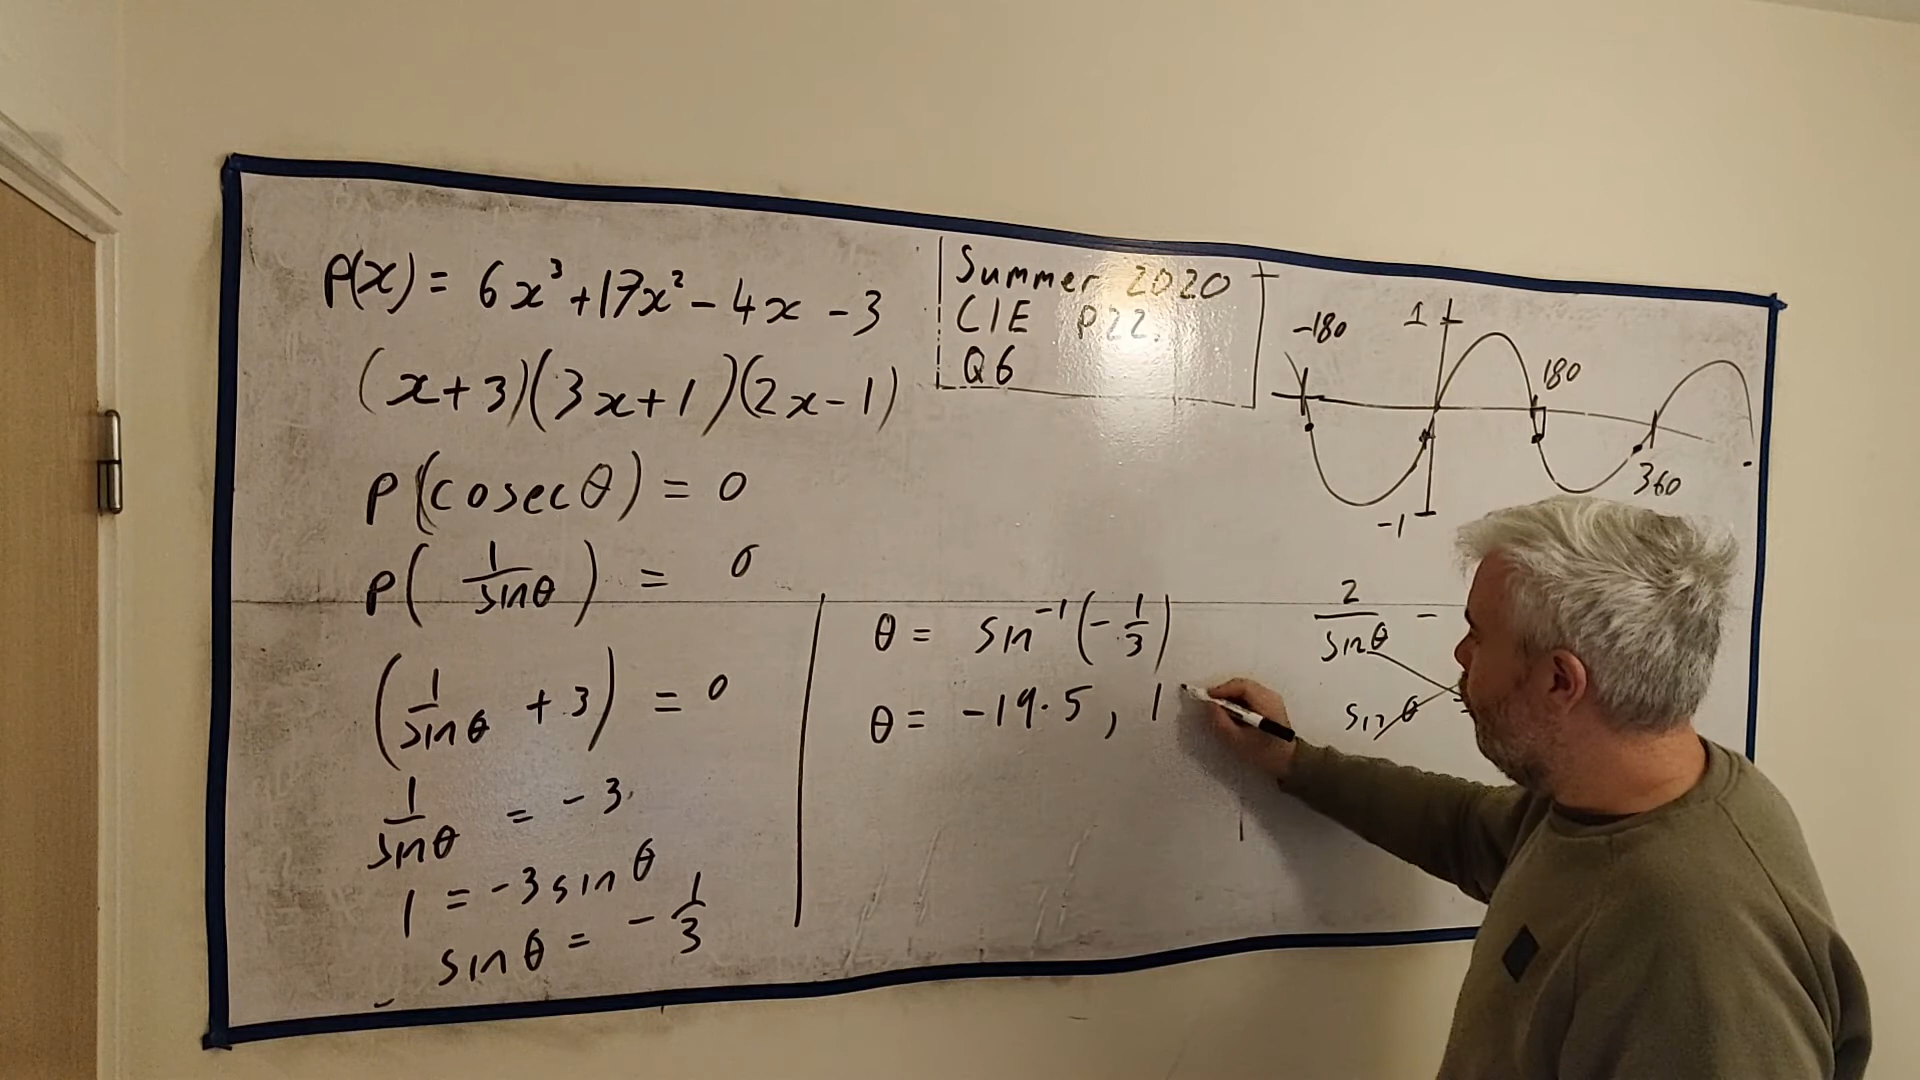 P(x) = 6x³ + 17x² - 4x - 3
(x+3)(3x+1)(2x-1)
P(cosecθ) = 0
P(1/sinθ) = 0
(1/sinθ + 3) = 0
1/sinθ = -3
1 = -3sinθ
sinθ = -1/3
Summer 2020
CIE P22.
Q6
-180
1
180
360
-1
θ = sin⁻¹(-1/3)
θ = -19.5, 1
2/sinθ -
sinθ